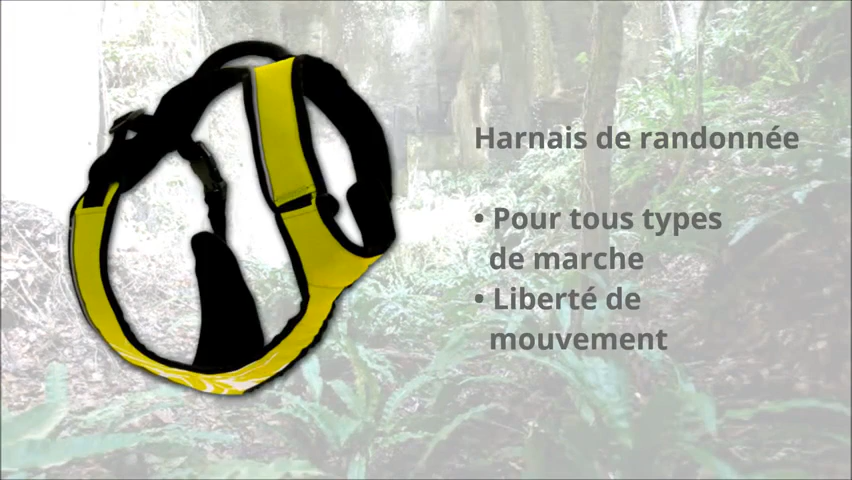 Harnais de randonnée
• Pour tous types
de marche
• Liberté de
mouvement